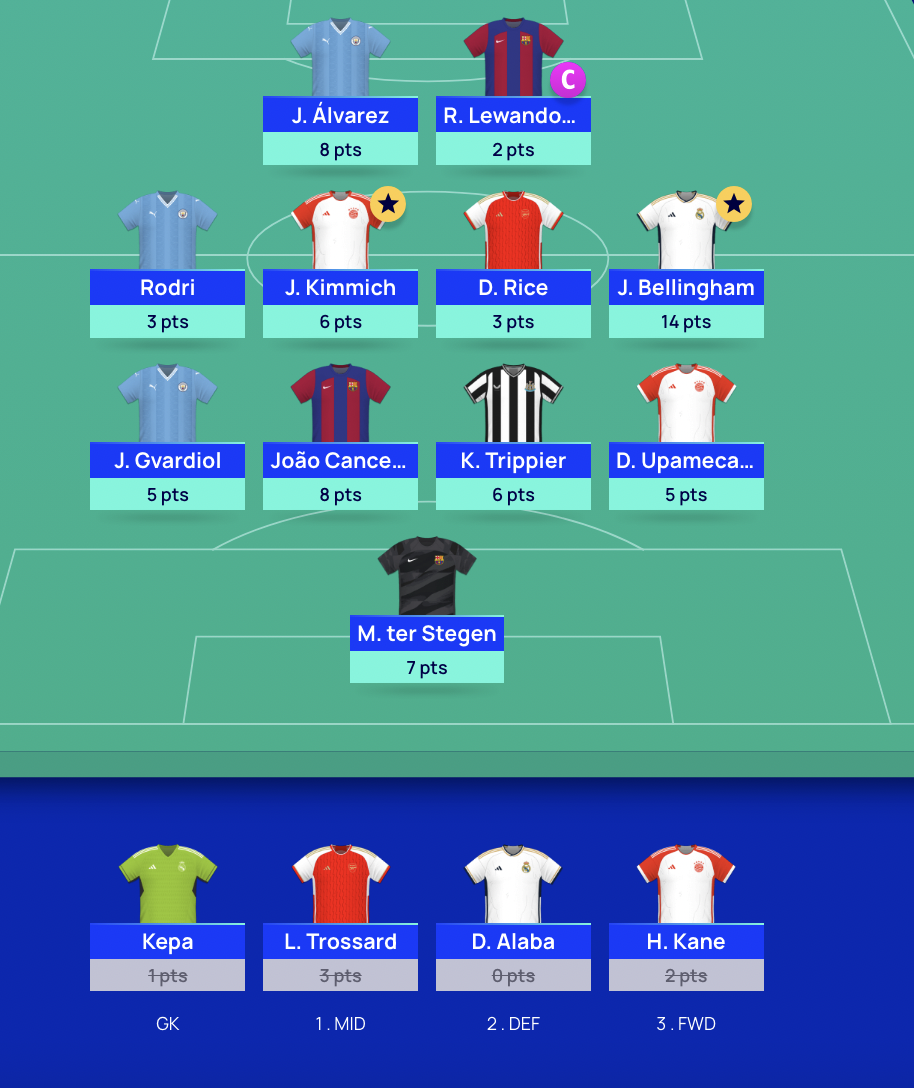 C
J. Álvarez
R. Lewando...
8 pts
2 pts
Rodri
J. Kimmich
D. Rice
J. Bellingham
3 pts
6 pts
3 pts
14 pts
J. Gvardiol
João Cance...
K. Trippier
D. Upameca...
5 pts
8 pts
6 pts
5 pts
M. ter Stegen
7 pts
Kepa
L. Trossard
D. Alaba
H. Kane
1 pts
3 pts
0 pts
2 pts
GK
1 . MID
2 . DEF
3 . FWD